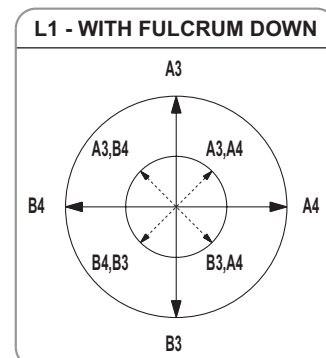 L1 - WITH FULCRUM DOWN
A3
A3,B4 A3,A4
B4 A4
B4,B3 B3,A4
B3